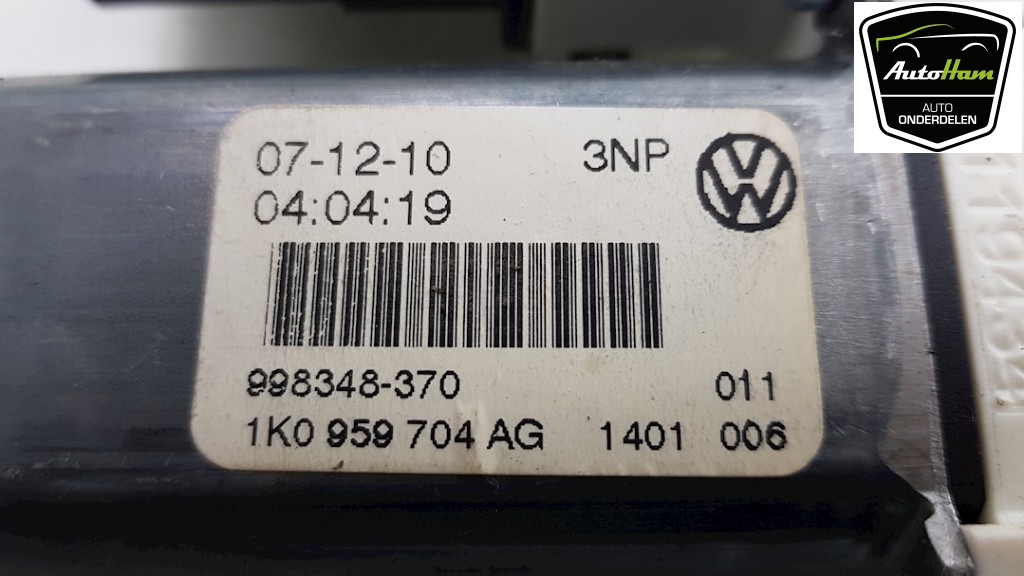 07-12-10 3NP
04:04:19
998348-370 011
1K0 959 704 AG 1401 006
AutoHam
AUTO
ONDERDELEN